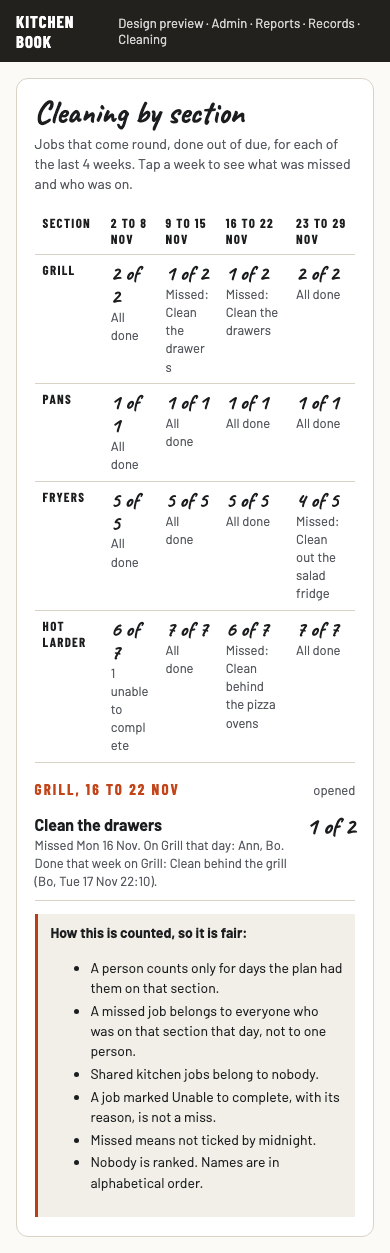 KITCHEN BOOK
Design preview · Admin · Reports · Records · Cleaning
Cleaning by section
Jobs that come round, done out of due, for each of
the last 4 weeks. Tap a week to see what was missed
and who was on.
SECTION 2 TO 8 NOV 9 TO 15 NOV 16 TO 22 NOV 23 TO 29 NOV
GRILL 2 of 2 All done 1 of 2 Missed: Clean the drawers 1 of 2 Missed: Clean the drawers 2 of 2 All done
PANS 1 of 1 All done 1 of 1 All done 1 of 1 All done 1 of 1 All done
FRYERS 5 of 5 All done 5 of 5 All done 5 of 5 All done 4 of 5 Missed: Clean out the salad fridge
HOT LARDER 6 of 7 1 unable to complete 7 of 7 All done 6 of 7 Missed: Clean behind the pizza ovens 7 of 7 All done
GRILL, 16 TO 22 NOV opened
Clean the drawers 1 of 2
Missed Mon 16 Nov. On Grill that day: Ann, Bo.
Done that week on Grill: Clean behind the grill
(Bo, Tue 17 Nov 22:10).
How this is counted, so it is fair:
• A person counts only for days the plan had
them on that section.
• A missed job belongs to everyone who
was on that section that day, not to one
person.
• Shared kitchen jobs belong to nobody.
• A job marked Unable to complete, with its
reason, is not a miss.
• Missed means not ticked by midnight.
• Nobody is ranked. Names are in
alphabetical order.